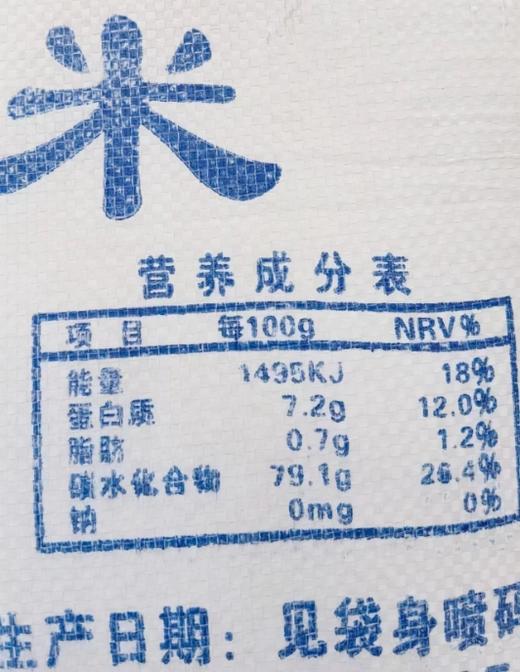 米
营养成分表
项目 每100g NRV%
能量 1495KJ 18%
蛋白质 7.2g 12.0%
脂肪 0.7g 1.2%
碳水化合物 79.1g 26.4%
钠 0mg 0%
生产日期：见袋身喷码